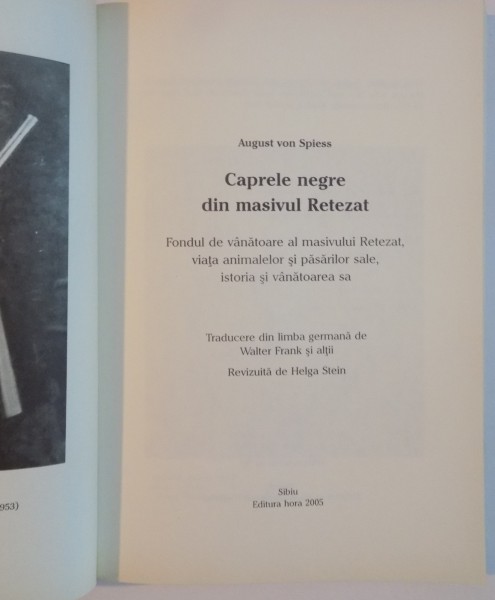 953)
August von Spiess
Caprele negre
din masivul Retezat
Fondul de vânătoare al masivului Retezat,
viața animalelor și păsărilor sale,
istoria și vânătoarea sa
Traducere din limba germană de
Walter Frank și alții
Revizuită de Helga Stein
Sibiu
Editura hora 2005